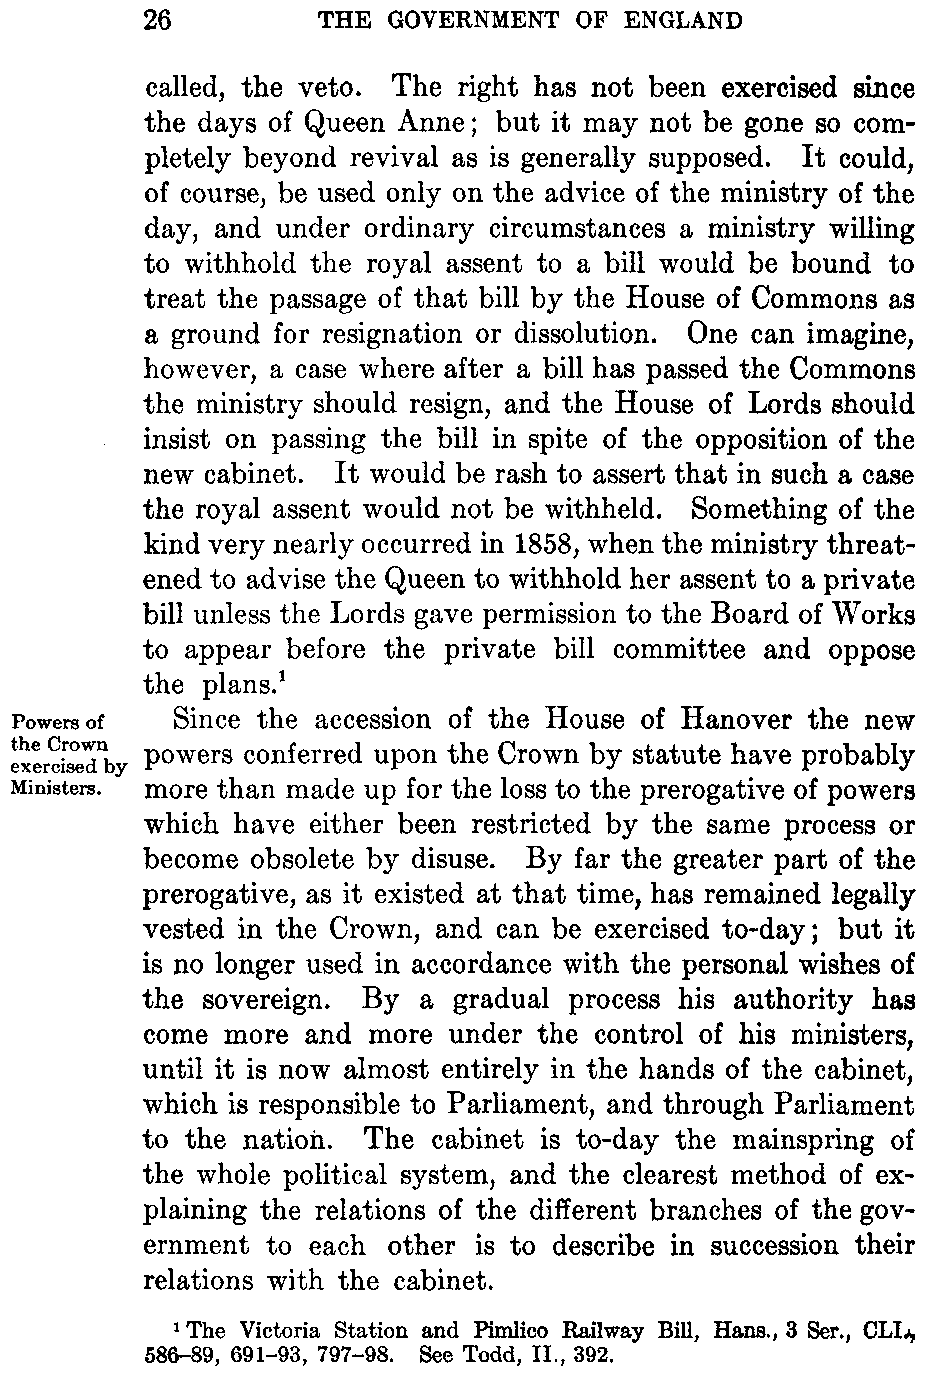 26 THE GOVERNMENT OF ENGLAND
called, the veto. The right has not been exercised since
the days of Queen Anne; but it may not be gone so com-
pletely beyond revival as is generally supposed. It could,
of course, be used only on the advice of the ministry of the
day, and under ordinary circumstances a ministry willing
to withhold the royal assent to a bill would be bound to
treat the passage of that bill by the House of Commons as
a ground for resignation or dissolution. One can imagine,
however, a case where after a bill has passed the Commons
the ministry should resign, and the House of Lords should
insist on passing the bill in spite of the opposition of the
new cabinet. It would be rash to assert that in such a case
the royal assent would not be withheld. Something of the
kind very nearly occurred in 1858, when the ministry threat-
ened to advise the Queen to withhold her assent to a private
bill unless the Lords gave permission to the Board of Works
to appear before the private bill committee and oppose
the plans.¹
Powers of
the Crown
exercised by
Ministers.
Since the accession of the House of Hanover the new
powers conferred upon the Crown by statute have probably
more than made up for the loss to the prerogative of powers
which have either been restricted by the same process or
become obsolete by disuse. By far the greater part of the
prerogative, as it existed at that time, has remained legally
vested in the Crown, and can be exercised to-day; but it
is no longer used in accordance with the personal wishes of
the sovereign. By a gradual process his authority has
come more and more under the control of his ministers,
until it is now almost entirely in the hands of the cabinet,
which is responsible to Parliament, and through Parliament
to the nation. The cabinet is to-day the mainspring of
the whole political system, and the clearest method of ex-
plaining the relations of the different branches of the gov-
ernment to each other is to describe in succession their
relations with the cabinet.
¹ The Victoria Station and Pimlico Railway Bill, Hans., 3 Ser., CLI.,
586–89, 691–93, 797–98. See Todd, II., 392.